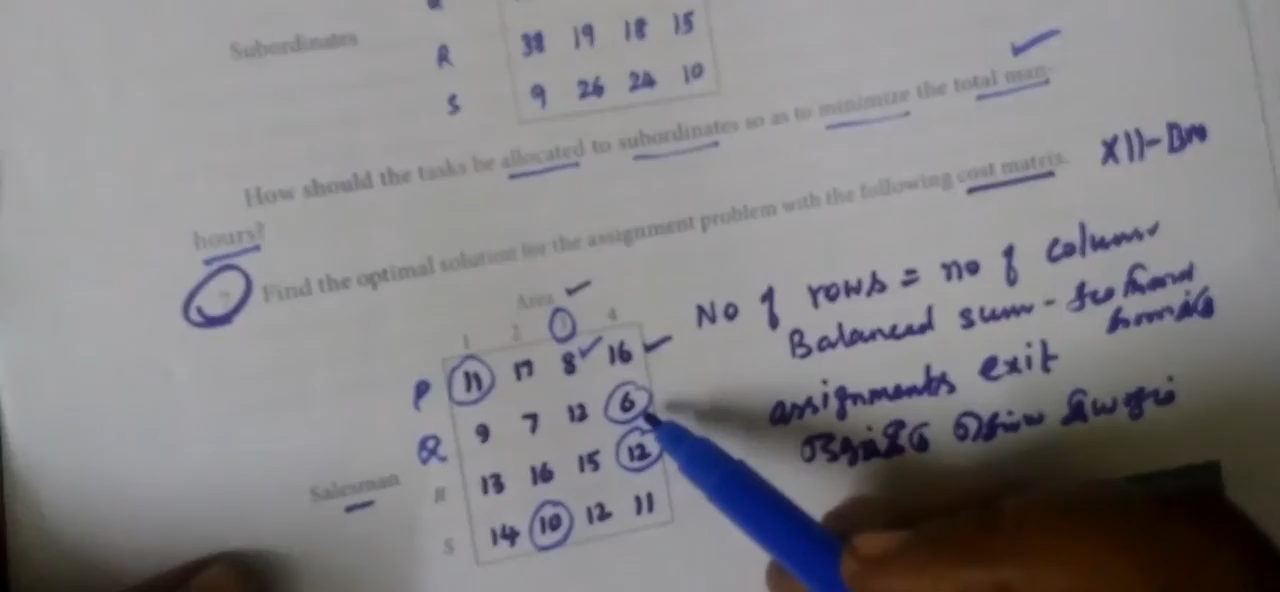 Subordinates
R 38 19 18 15
S 9 26 24 10
How should the tasks be allocated to subordinates so as to minimize the total man-
hours?
XII-Bm
Find the optimal solution for the assignment problem with the following cost matrix.
Area
1 2 3 4
P 11 17 8 16
Q 9 7 12 6
Salesman
R 13 16 15 12
S 14 10 12 11
No of rows = no of column
Balanced sum -
assignments exit